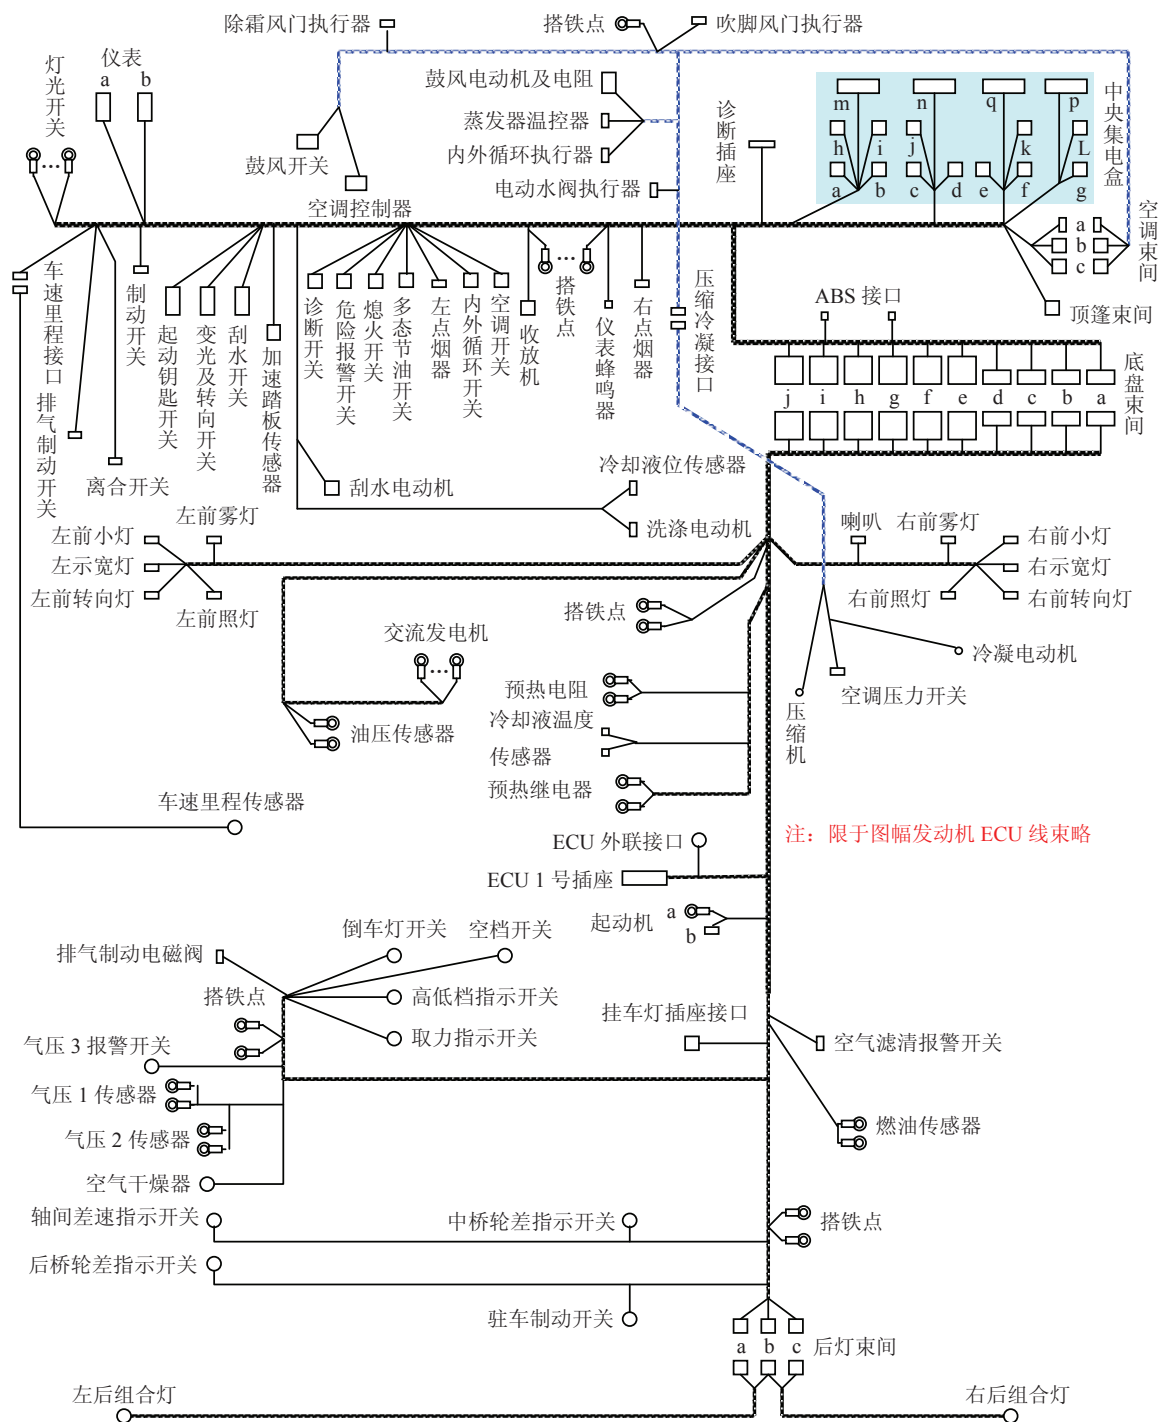 除霜风门执行器
搭铁点
吹脚风门执行器
灯光开关
仪表
a
b
鼓风电动机及电阻
蒸发器温控器
内外循环执行器
电动水阀执行器
鼓风开关
空调控制器
诊断插座
中央集电盒
m
n
q
p
h
i
j
k
L
a
b
c
d
e
f
g
空调束间
a
b
c
顶篷束间
车速里程接口
排气制动开关
离合开关
制动开关
起动钥匙开关
变光及转向开关
刮水开关
加速踏板传感器
诊断开关
危险报警开关
熄火开关
多态节油开关
左点烟器
内外循环开关
空调开关
收放机
搭铁点
仪表蜂鸣器
右点烟器
压缩冷凝接口
ABS 接口
底盘束间
j
i
h
g
f
e
d
c
b
a
刮水电动机
冷却液位传感器
洗涤电动机
左前雾灯
左前小灯
左示宽灯
左前转向灯
左前照灯
喇叭
右前雾灯
右前小灯
右示宽灯
右前照灯
右前转向灯
搭铁点
交流发电机
油压传感器
预热电阻
冷却液温度
传感器
预热继电器
冷凝电动机
空调压力开关
压缩机
车速里程传感器
注：限于图幅发动机 ECU 线束略
ECU 外联接口
ECU 1 号插座
起动机
a
b
倒车灯开关
空档开关
排气制动电磁阀
高低档指示开关
搭铁点
取力指示开关
挂车灯插座接口
空气滤清报警开关
气压 3 报警开关
气压 1 传感器
气压 2 传感器
燃油传感器
空气干燥器
轴间差速指示开关
中桥轮差指示开关
搭铁点
后桥轮差指示开关
驻车制动开关
a
b
c
后灯束间
左后组合灯
右后组合灯